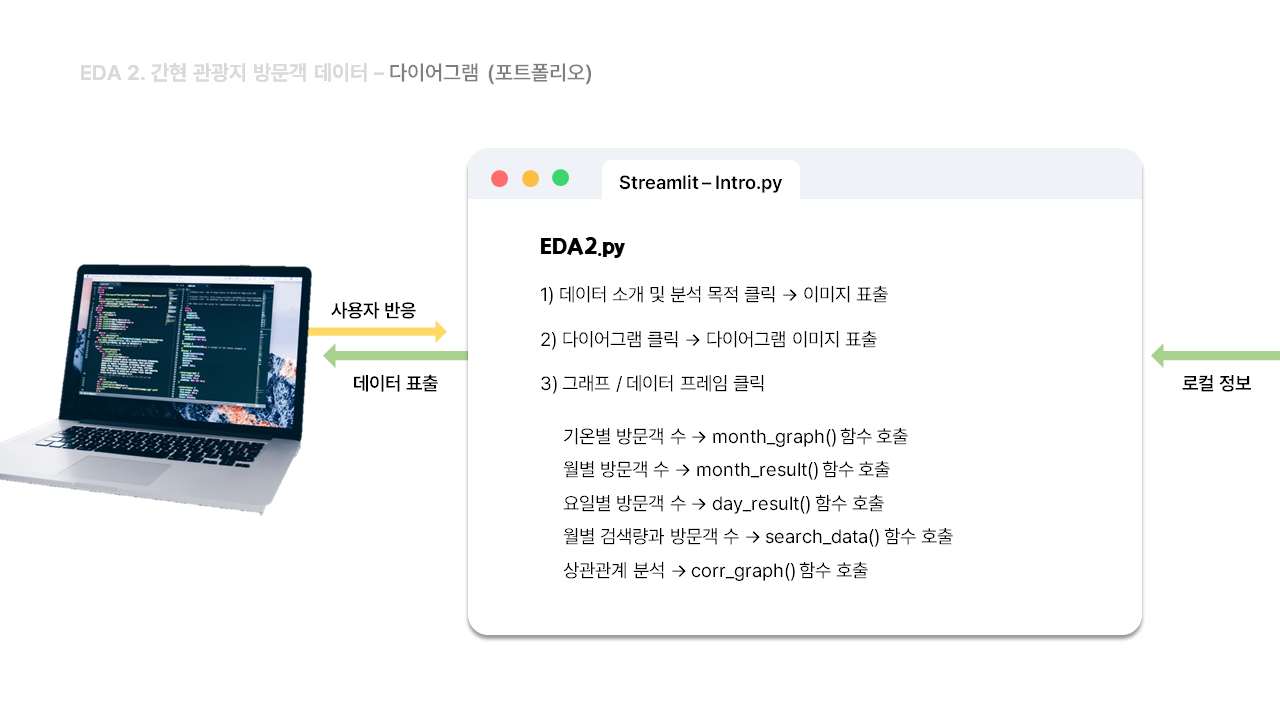 EDA 2. 간현 관광지 방문객 데이터 – 다이어그램 (포트폴리오)
Streamlit – Intro.py
EDA2.py
1) 데이터 소개 및 분석 목적 클릭 → 이미지 표출
2) 다이어그램 클릭 → 다이어그램 이미지 표출
3) 그래프 / 데이터 프레임 클릭
기온별 방문객 수 → month_graph() 함수 호출
월별 방문객 수 → month_result() 함수 호출
요일별 방문객 수 → day_result() 함수 호출
월별 검색량과 방문객 수 → search_data() 함수 호출
상관관계 분석 → corr_graph() 함수 호출
사용자 반응
데이터 표출
로컬 정보